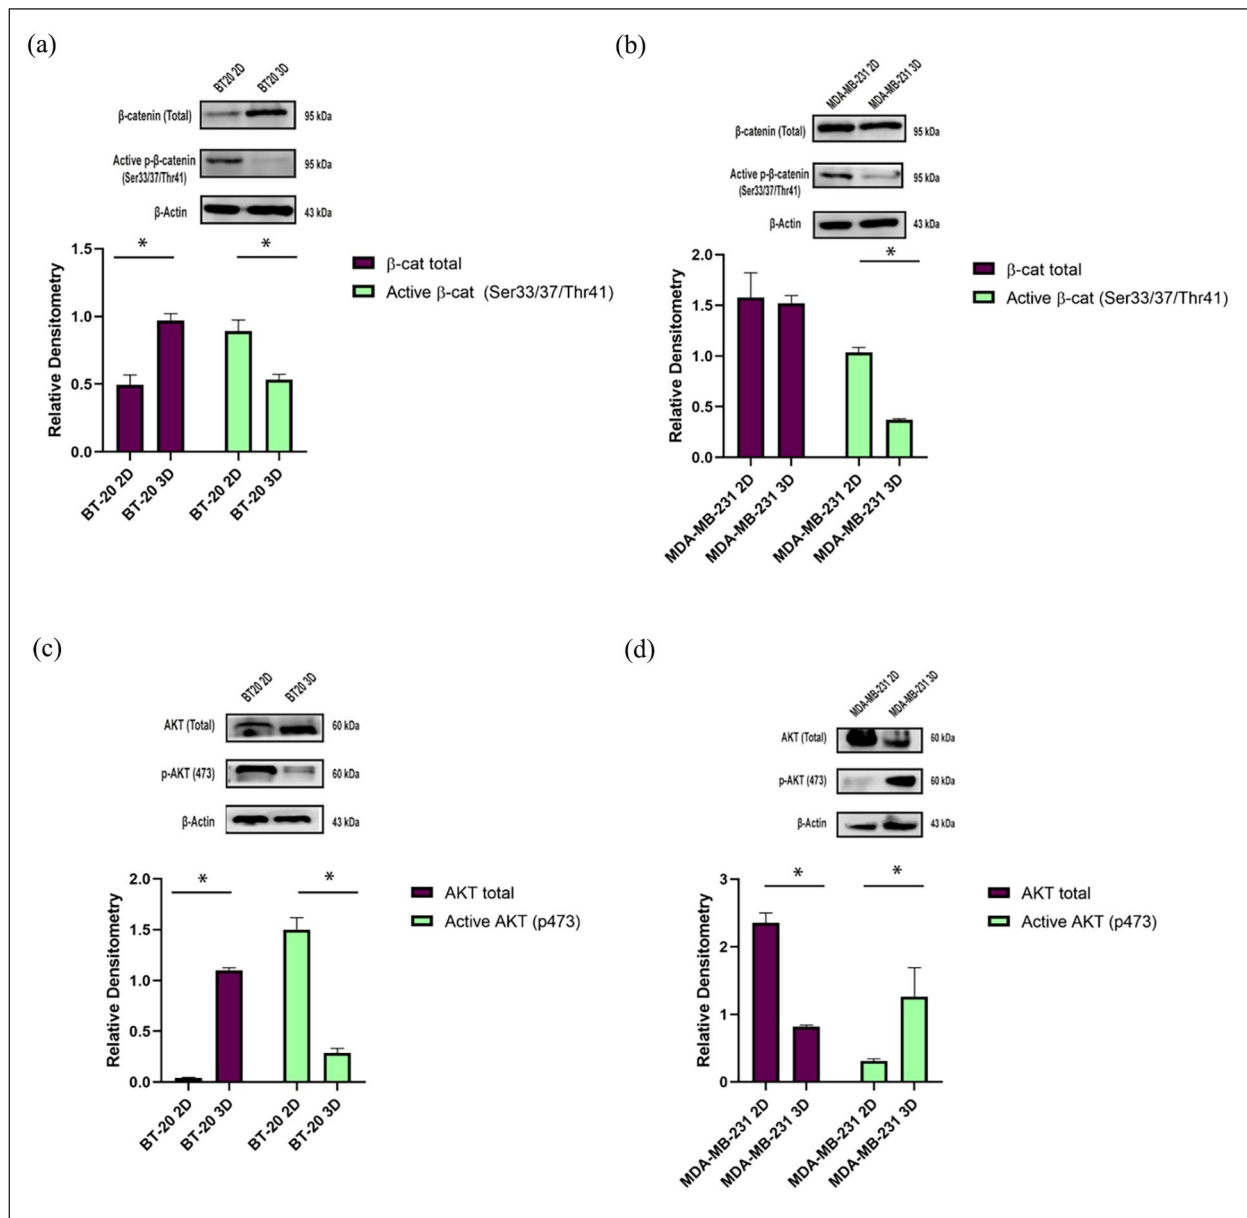 (a)
BT20 2D
BT20 3D
β-catenin (Total)
95 kDa
Active p-β-catenin
(Ser33/37/Thr41)
95 kDa
β-Actin
43 kDa
*
*
1.5
1.0
0.5
0.0
Relative Densitometry
β-cat total
Active β-cat (Ser33/37/Thr41)
BT-20 2D
BT-20 3D
BT-20 2D
BT-20 3D
(b)
MDA-MB-231 2D
MDA-MB-231 3D
β-catenin (Total)
95 kDa
Active p-β-catenin
(Ser33/37/Thr41)
95 kDa
β-Actin
43 kDa
*
2.0
1.5
1.0
0.5
0.0
Relative Densitometry
β-cat total
Active β-cat (Ser33/37/Thr41)
MDA-MB-231 2D
MDA-MB-231 3D
MDA-MB-231 2D
MDA-MB-231 3D
(c)
BT20 2D
BT20 3D
AKT (Total)
60 kDa
p-AKT (473)
60 kDa
β-Actin
43 kDa
*
*
2.0
1.5
1.0
0.5
0.0
Relative Densitometry
AKT total
Active AKT (p473)
BT-20 2D
BT-20 3D
BT-20 2D
BT-20 3D
(d)
MDA-MB-231 2D
MDA-MB-231 3D
AKT (Total)
60 kDa
p-AKT (473)
60 kDa
β-Actin
43 kDa
*
*
3
2
1
0
Relative Densitometry
AKT total
Active AKT (p473)
MDA-MB-231 2D
MDA-MB-231 3D
MDA-MB-231 2D
MDA-MB-231 3D